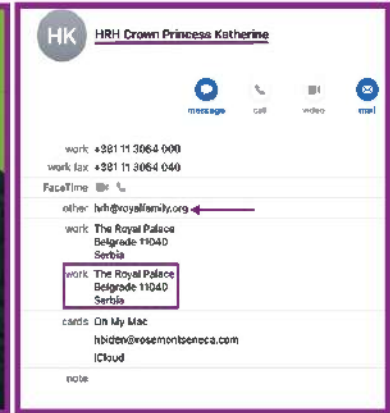 HK
HRH Crown Princess Katherine
message call video mail
work +381 11 3064 000
work fax +381 11 3064 040
FaceTime
other hrh@royalfamily.org
work The Royal Palace
Belgrade 11040
Serbia
work The Royal Palace
Belgrade 11040
Serbia
cards On My Mac
hbiden@rosemontseneca.com
iCloud
note